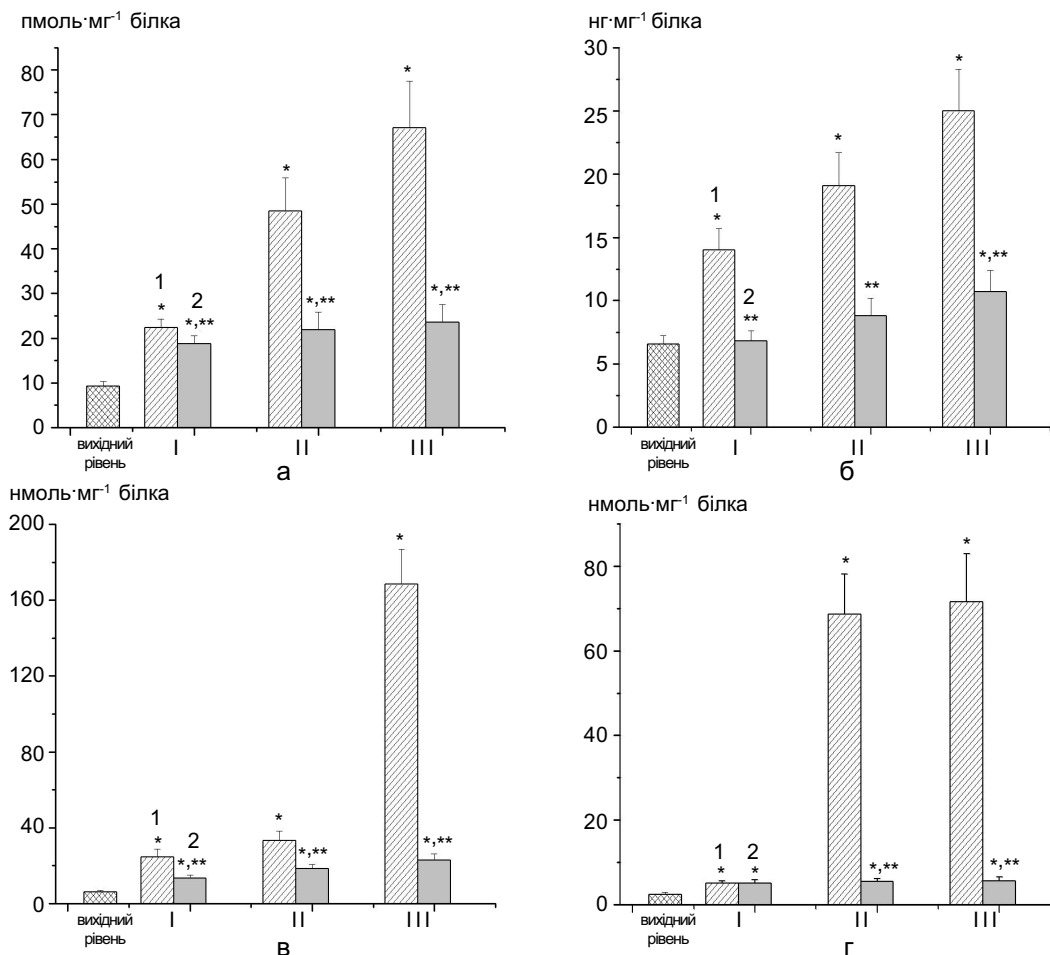 пмоль·мг⁻¹ білка
80
70
60
50
40
30
20
10
0
1
*
2
*,**
*
*,**
*
*,**
вихідний
рівень
I
II
III
а
нг·мг⁻¹ білка
30
25
20
15
10
5
0
1
*
2
**
*
**
*
*,**
вихідний
рівень
I
II
III
б
нмоль·мг⁻¹ білка
200
160
120
80
40
0
1
*
2
*,**
*
*,**
*
*,**
вихідний
рівень
I
II
III
в
нмоль·мг⁻¹ білка
80
60
40
20
0
1
*
2
*
*
*,**
*
*,**
вихідний
рівень
I
II
III
г